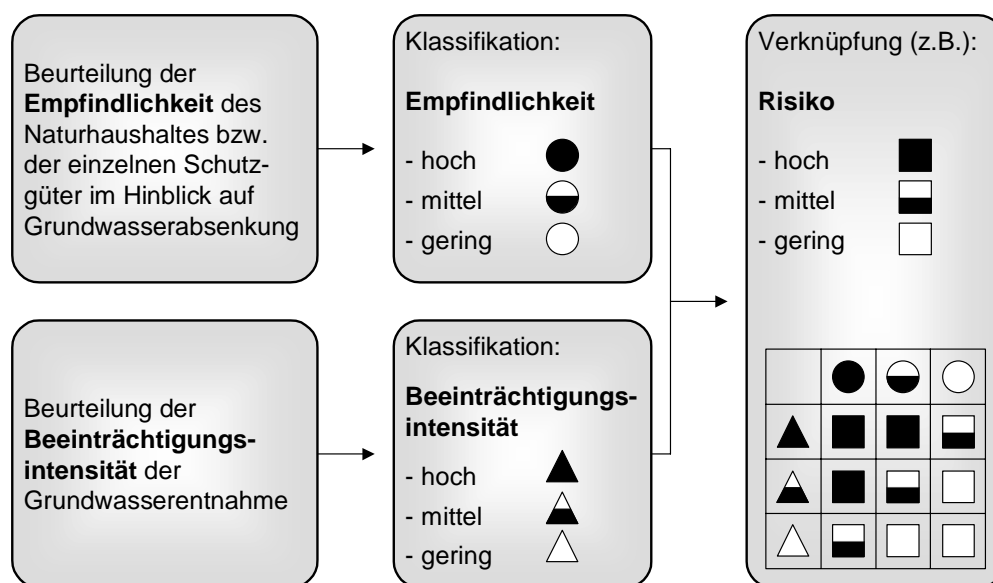 Beurteilung der
Empfindlichkeit des
Naturhaushaltes bzw.
der einzelnen Schutz-
güter im Hinblick auf
Grundwasserabsenkung
Klassifikation:
Empfindlichkeit
- hoch
- mittel
- gering
Beurteilung der
Beeinträchtigungs-
intensität der
Grundwasserentnahme
Klassifikation:
Beeinträchtigungs-
intensität
- hoch
- mittel
- gering
Verknüpfung (z.B.):
Risiko
- hoch
- mittel
- gering